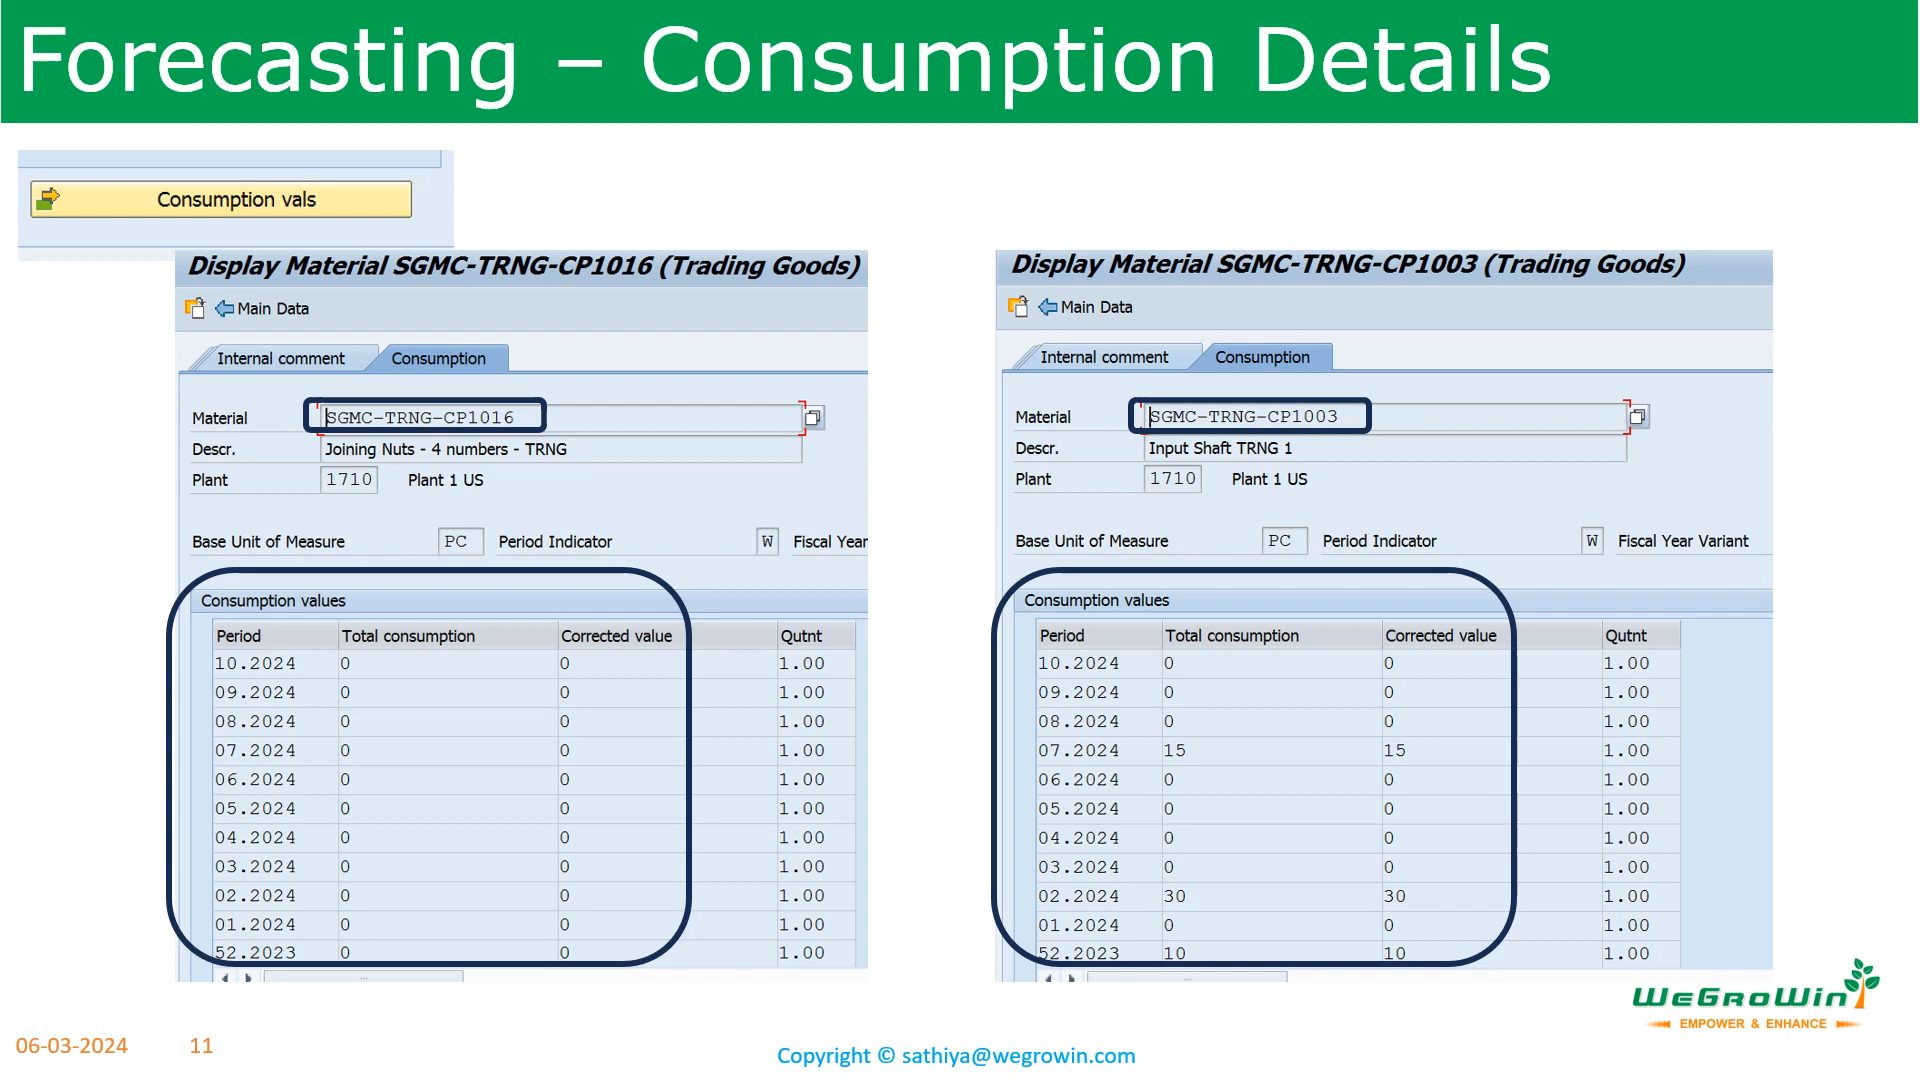 Forecasting – Consumption Details
Consumption vals
Display Material SGMC-TRNG-CP1016 (Trading Goods)
Main Data
Internal comment Consumption
Material SGMC-TRNG-CP1016
Descr. Joining Nuts - 4 numbers - TRNG
Plant 1710 Plant 1 US
Base Unit of Measure PC Period Indicator W Fiscal Year
Consumption values
Period Total consumption Corrected value Qutnt
10.2024 0 0 1.00
09.2024 0 0 1.00
08.2024 0 0 1.00
07.2024 0 0 1.00
06.2024 0 0 1.00
05.2024 0 0 1.00
04.2024 0 0 1.00
03.2024 0 0 1.00
02.2024 0 0 1.00
01.2024 0 0 1.00
52.2023 0 0 1.00
Display Material SGMC-TRNG-CP1003 (Trading Goods)
Main Data
Internal comment Consumption
Material SGMC-TRNG-CP1003
Descr. Input Shaft TRNG 1
Plant 1710 Plant 1 US
Base Unit of Measure PC Period Indicator W Fiscal Year Variant
Consumption values
Period Total consumption Corrected value Qutnt
10.2024 0 0 1.00
09.2024 0 0 1.00
08.2024 0 0 1.00
07.2024 15 15 1.00
06.2024 0 0 1.00
05.2024 0 0 1.00
04.2024 0 0 1.00
03.2024 0 0 1.00
02.2024 30 30 1.00
01.2024 0 0 1.00
52.2023 10 10 1.00
WeGroWin
EMPOWER & ENHANCE
06-03-2024 11
Copyright © sathiya@wegrowin.com